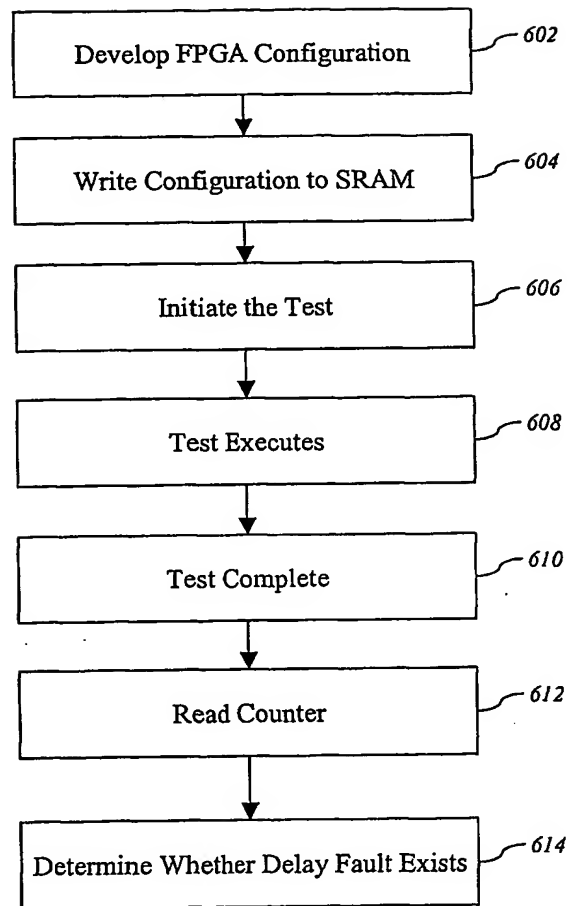 Develop FPGA Configuration
602
Write Configuration to SRAM
604
Initiate the Test
606
Test Executes
608
Test Complete
610
Read Counter
612
Determine Whether Delay Fault Exists
614